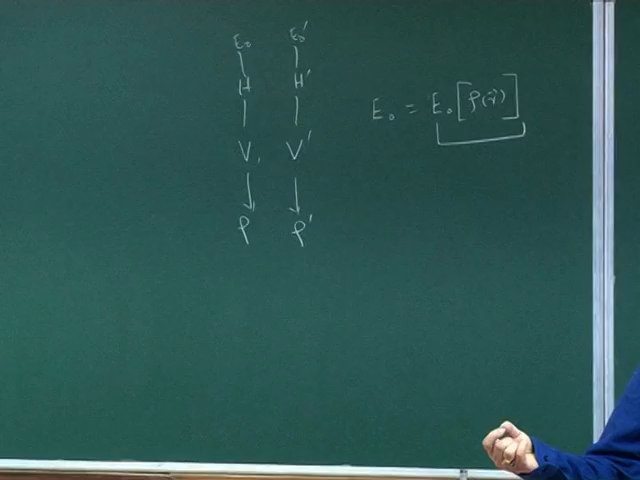 E₀ E₀'
H H'
E₀ = E₀[ρ(r⃗)]
V, V'
ρ ρ'